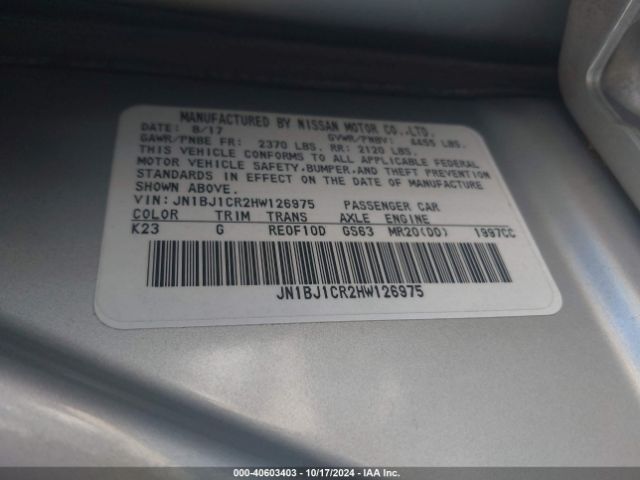 MANUFACTURED BY NISSAN MOTOR CO.,LTD.
DATE: 8/17 GVWR/PNBV: 4455 LBS.
GAWR/PNBE FR: 2370 LBS. RR: 2120 LBS.
THIS VEHICLE CONFORMS TO ALL APPLICABLE FEDERAL
MOTOR VEHICLE SAFETY,BUMPER,AND THEFT PREVENTION
STANDARDS IN EFFECT ON THE DATE OF MANUFACTURE
SHOWN ABOVE.
VIN: JN1BJ1CR2HW126975 PASSENGER CAR
COLOR TRIM TRANS AXLE ENGINE
K23 G RE0F10D GS63 MR20(DD) 1997CC
JN1BJ1CR2HW126975
000-40603403 - 10/17/2024 - IAA Inc.